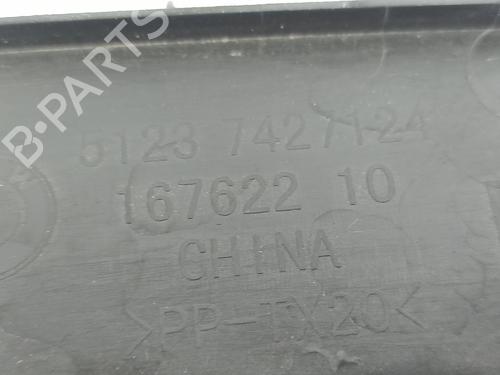 5123 7427124
167622 10
CHINA
>PP-TX20<
B-PARTS